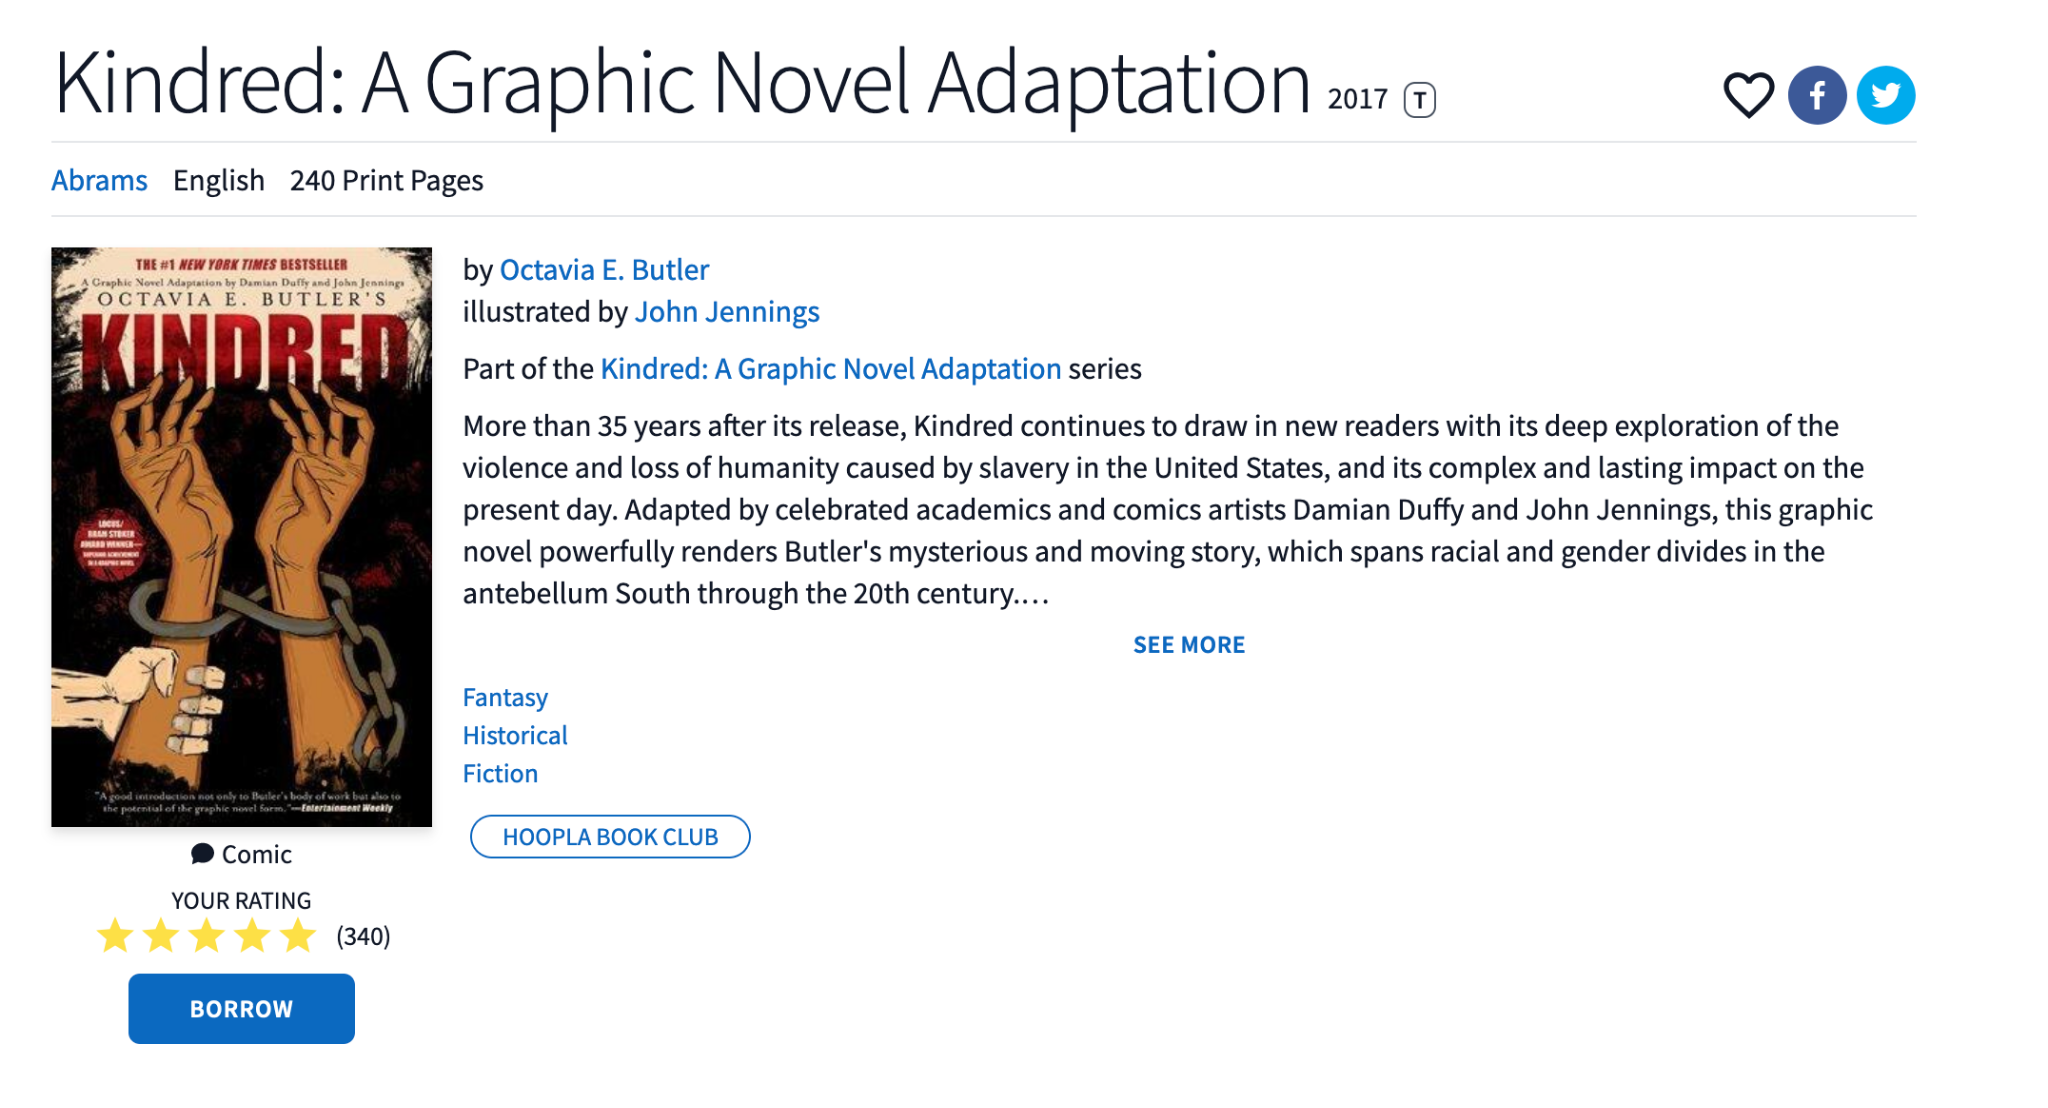 Kindred: A Graphic Novel Adaptation 2017 T
Abrams English 240 Print Pages
THE #1 NEW YORK TIMES BESTSELLER
A Graphic Novel Adaptation by Damian Duffy and John Jennings
OCTAVIA E. BUTLER'S
KINDRED
LOCUS/
BRAM STOKER
AWARD WINNER—
SUPERIOR ACHIEVEMENT
IN A GRAPHIC NOVEL
"A good introduction not only to Butler's body of work but also to
the potential of the graphic novel form."—Entertainment Weekly
Comic
YOUR RATING
(340)
BORROW
by Octavia E. Butler
illustrated by John Jennings
Part of the Kindred: A Graphic Novel Adaptation series
More than 35 years after its release, Kindred continues to draw in new readers with its deep exploration of the
violence and loss of humanity caused by slavery in the United States, and its complex and lasting impact on the
present day. Adapted by celebrated academics and comics artists Damian Duffy and John Jennings, this graphic
novel powerfully renders Butler's mysterious and moving story, which spans racial and gender divides in the
antebellum South through the 20th century.…
SEE MORE
Fantasy
Historical
Fiction
HOOPLA BOOK CLUB